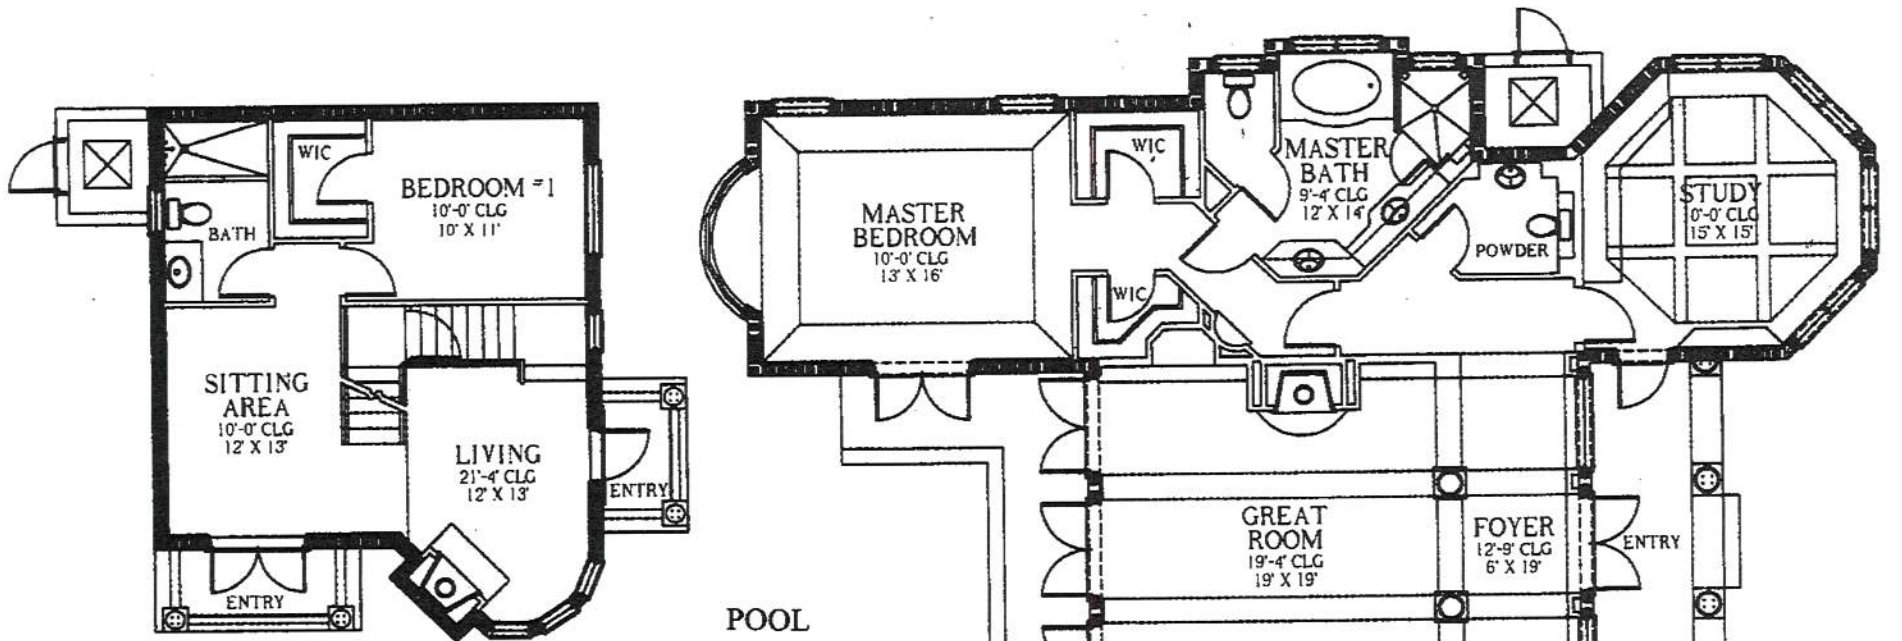 WIC
BEDROOM #1
10'-0" CLG
10' X 11'
BATH
SITTING
AREA
10'-0" CLG
12' X 13'
LIVING
21'-4" CLG
12' X 13'
ENTRY
ENTRY
MASTER
BEDROOM
10'-0" CLG
13' X 16'
WIC
WIC
MASTER
BATH
9'-4" CLG
12' X 14'
POWDER
STUDY
0'-0" CLG
15' X 15'
GREAT
ROOM
19'-4" CLG
19' X 19'
FOYER
12'-9" CLG
6' X 19'
ENTRY
POOL